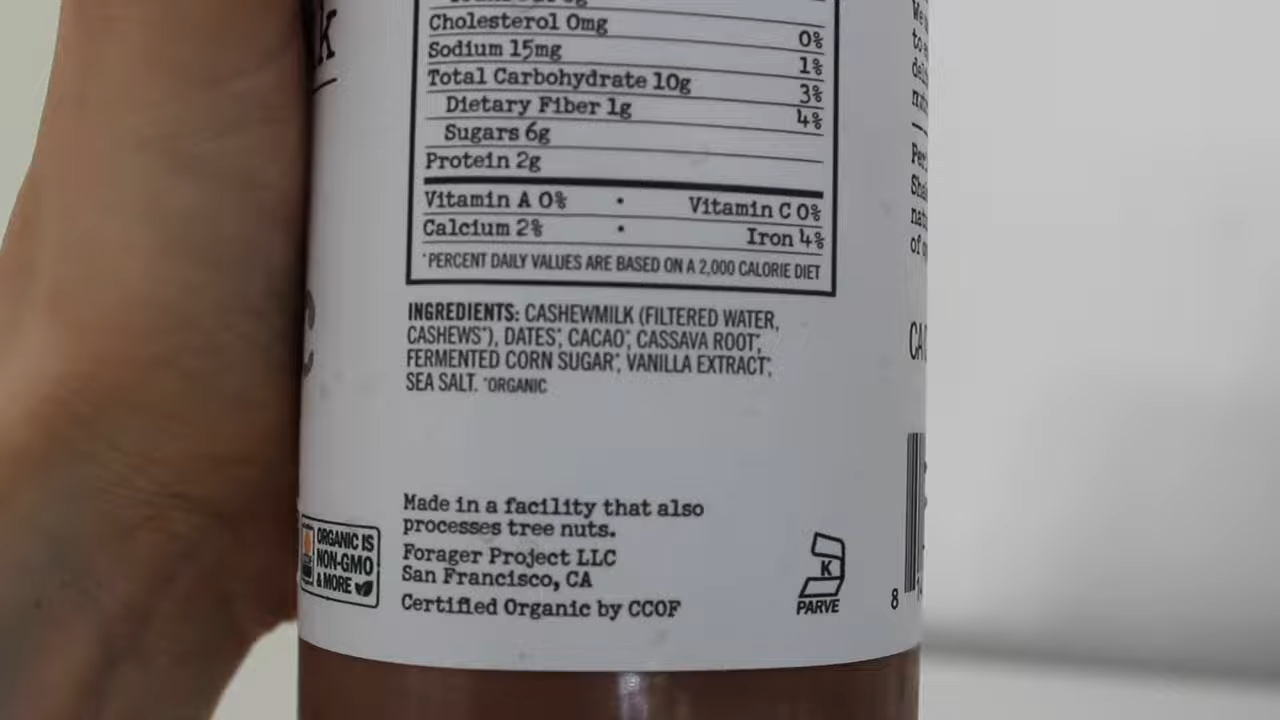 k
Cholesterol 0mg 0%
Sodium 15mg 1%
Total Carbohydrate 10g 3%
Dietary Fiber 1g 4%
Sugars 6g
Protein 2g
Vitamin A 0% • Vitamin C 0%
Calcium 2% • Iron 4%
*PERCENT DAILY VALUES ARE BASED ON A 2,000 CALORIE DIET
INGREDIENTS: CASHEWMILK (FILTERED WATER,
CASHEWS*), DATES*, CACAO*, CASSAVA ROOT*,
FERMENTED CORN SUGAR*, VANILLA EXTRACT*,
SEA SALT. *ORGANIC
Made in a facility that also
processes tree nuts.
Forager Project LLC
San Francisco, CA
Certified Organic by CCOF
ORGANIC IS
NON-GMO
& MORE
K
PARVE
We
to
CA
8